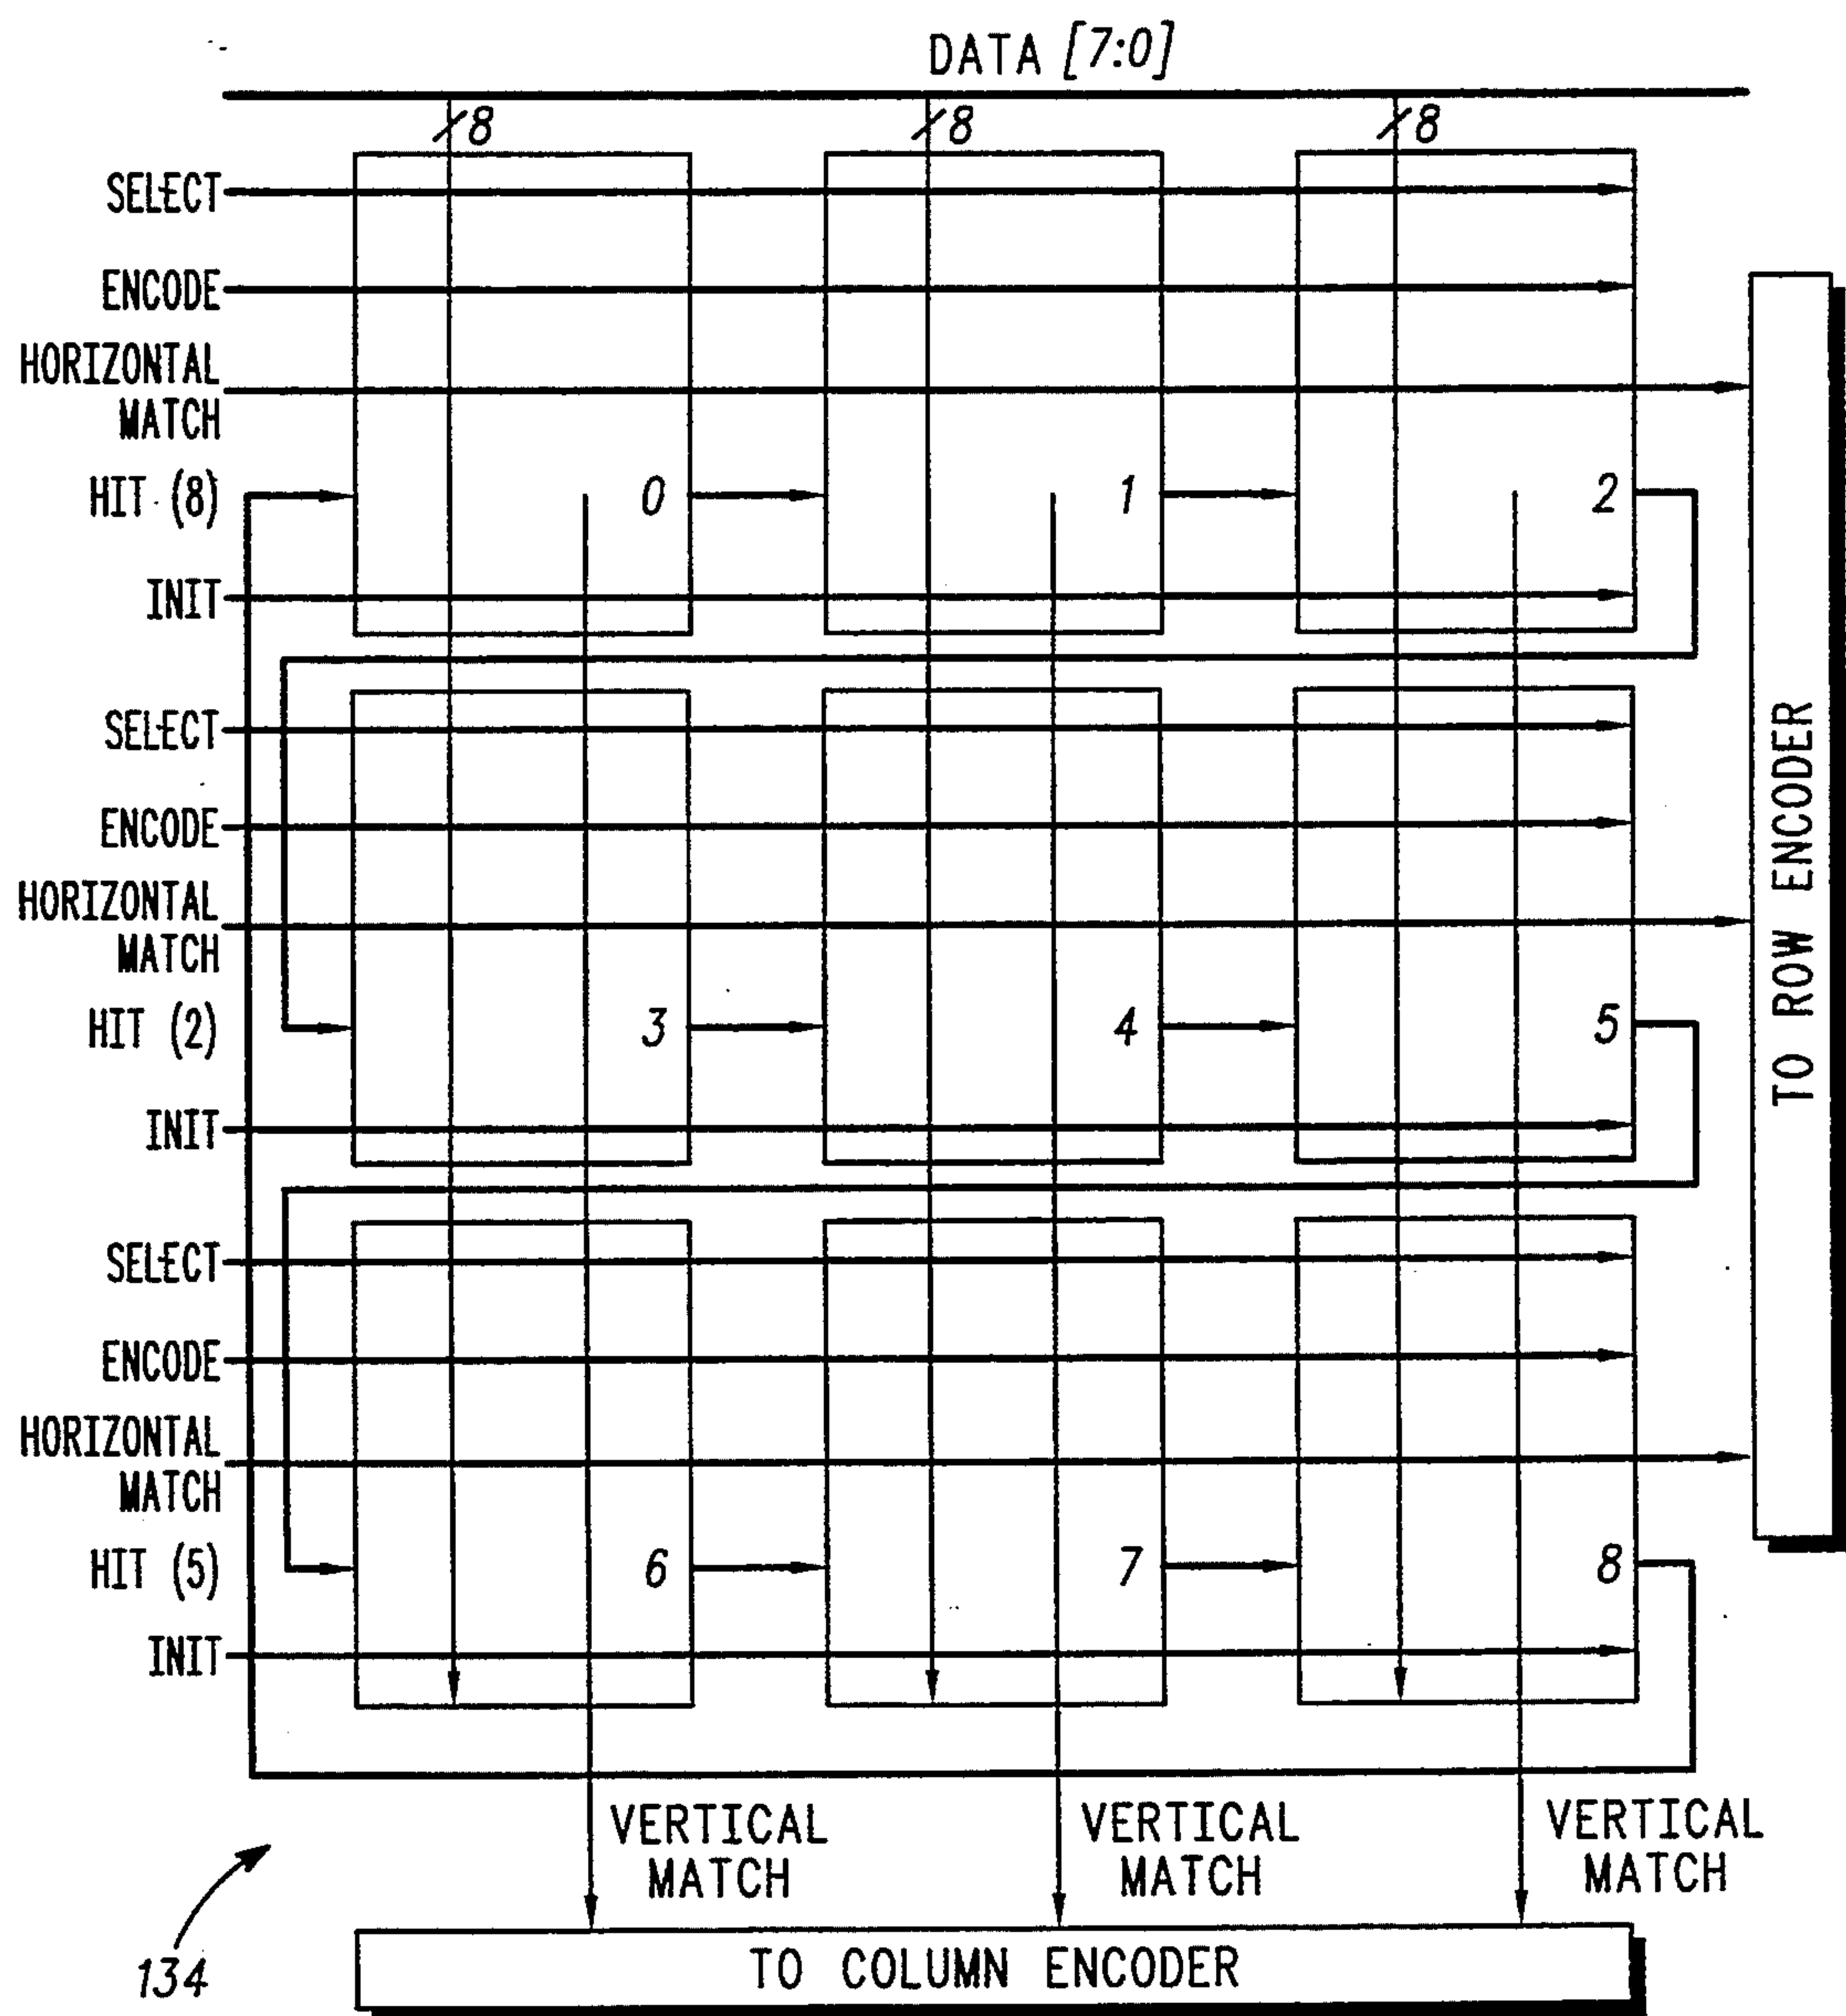 DATA [7:0]
8 8 8
SELECT
ENCODE
HORIZONTAL
MATCH
HIT (8) 0 1 2
INIT
SELECT
ENCODE
HORIZONTAL
MATCH
HIT (2) 3 4 5
INIT
SELECT
ENCODE
HORIZONTAL
MATCH
HIT (5) 6 7 8
INIT
TO ROW ENCODER
VERTICAL
MATCH
VERTICAL
MATCH
VERTICAL
MATCH
TO COLUMN ENCODER
134